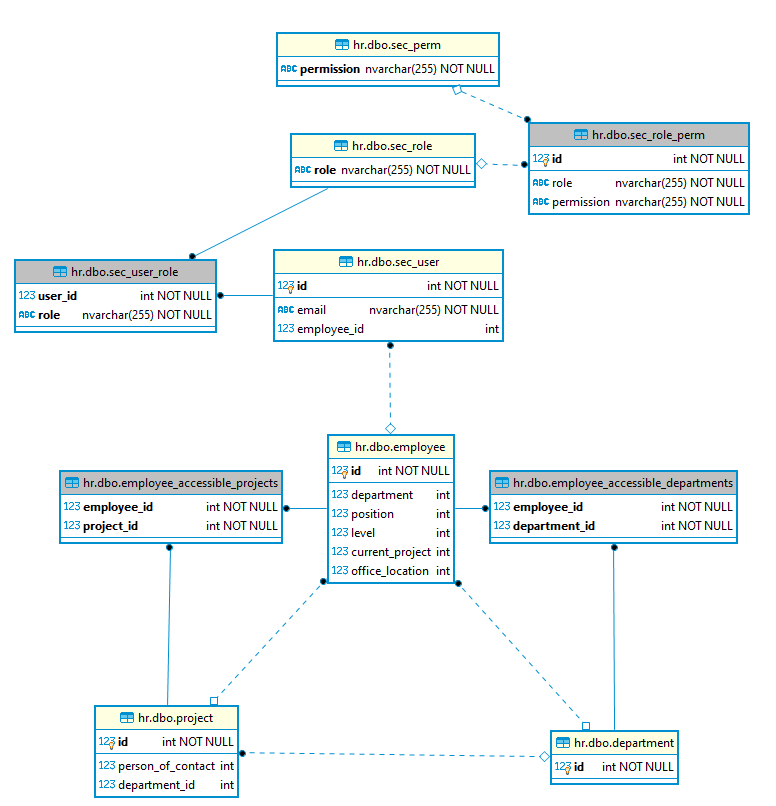 hr.dbo.sec_perm
ABC permission nvarchar(255) NOT NULL
hr.dbo.sec_role_perm
123 id int NOT NULL
ABC role nvarchar(255) NOT NULL
ABC permission nvarchar(255) NOT NULL
hr.dbo.sec_role
ABC role nvarchar(255) NOT NULL
hr.dbo.sec_user_role
123 user_id int NOT NULL
ABC role nvarchar(255) NOT NULL
hr.dbo.sec_user
123 id int NOT NULL
ABC email nvarchar(255) NOT NULL
123 employee_id int
hr.dbo.employee
123 id int NOT NULL
123 department int
123 position int
123 level int
123 current_project int
123 office_location int
hr.dbo.employee_accessible_projects
123 employee_id int NOT NULL
123 project_id int NOT NULL
hr.dbo.employee_accessible_departments
123 employee_id int NOT NULL
123 department_id int NOT NULL
hr.dbo.project
123 id int NOT NULL
123 person_of_contact int
123 department_id int
hr.dbo.department
123 id int NOT NULL